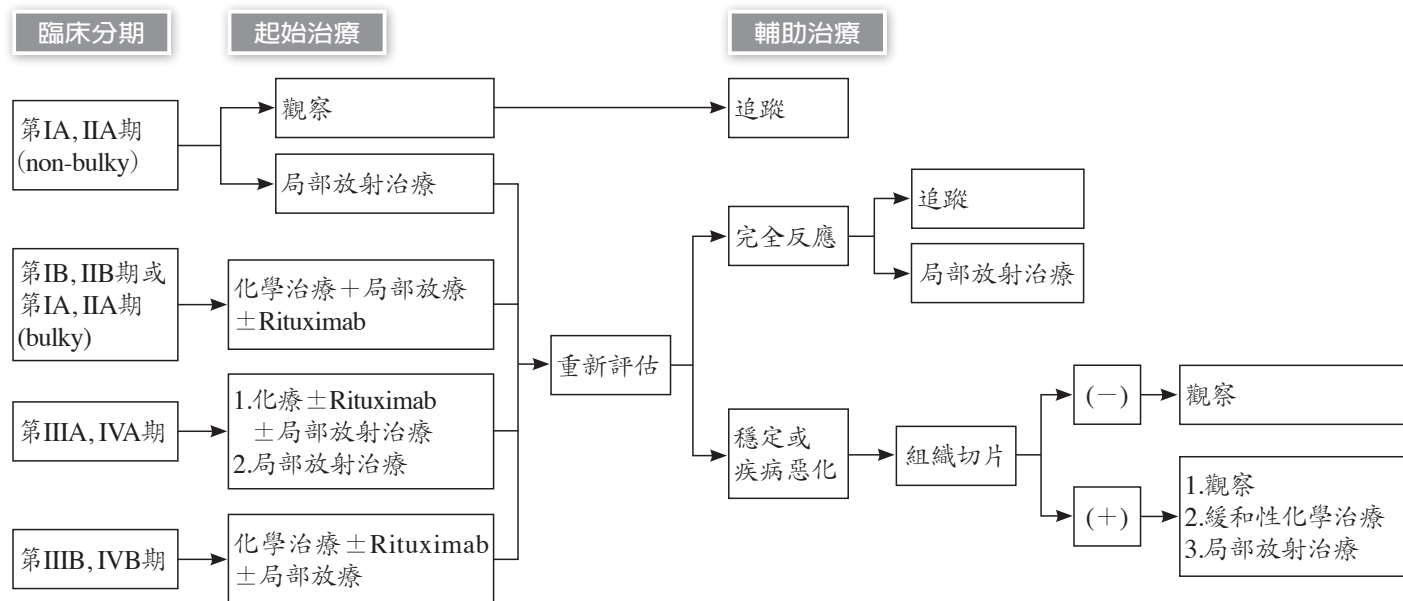 臨床分期
起始治療
輔助治療
第IA, IIA期
(non-bulky)
觀察
追蹤
局部放射治療
第IB, IIB期或
第IA, IIA期
(bulky)
化學治療＋局部放療
±Rituximab
第IIIA, IVA期
1.化療±Rituximab
±局部放射治療
2.局部放射治療
第IIIB, IVB期
化學治療±Rituximab
±局部放療
重新評估
完全反應
追蹤
局部放射治療
穩定或
疾病惡化
組織切片
(－)
觀察
(＋)
1.觀察
2.緩和性化學治療
3.局部放射治療